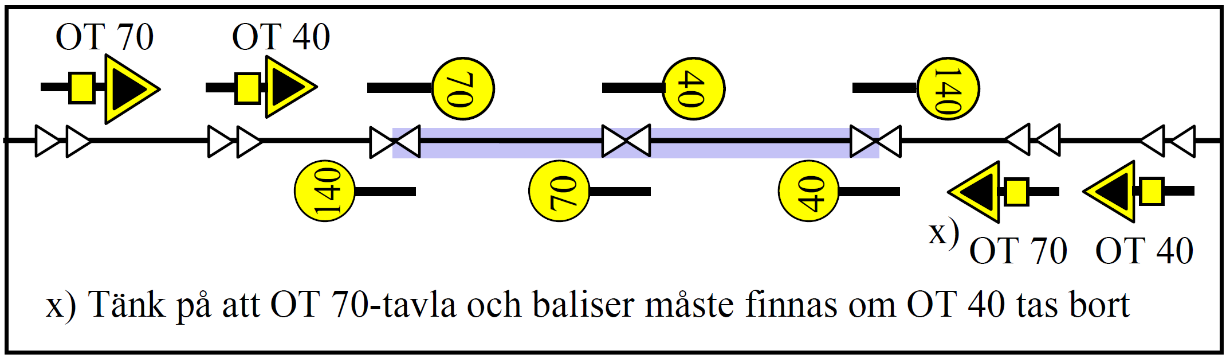 OT 70 OT 40
70 40 140
140 70 40
x) OT 70 OT 40
x) Tänk på att OT 70-tavla och baliser måste finnas om OT 40 tas bort